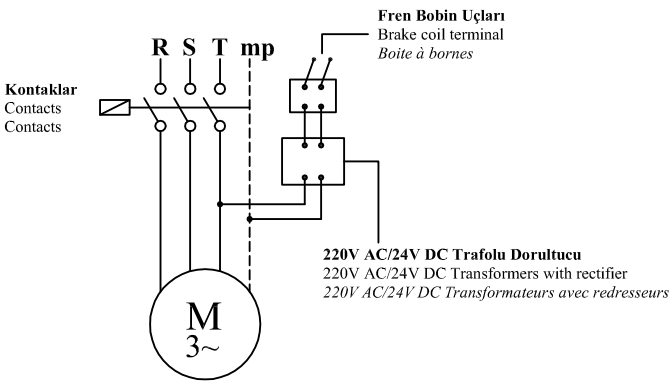 Fren Bobin Uçları
Brake coil terminal
Boite à bornes
R S T mp
Kontaklar
Contacts
Contacts
220V AC/24V DC Trafolu Dorultucu
220V AC/24V DC Transformers with rectifier
220V AC/24V DC Transformateurs avec redresseurs
M
3~